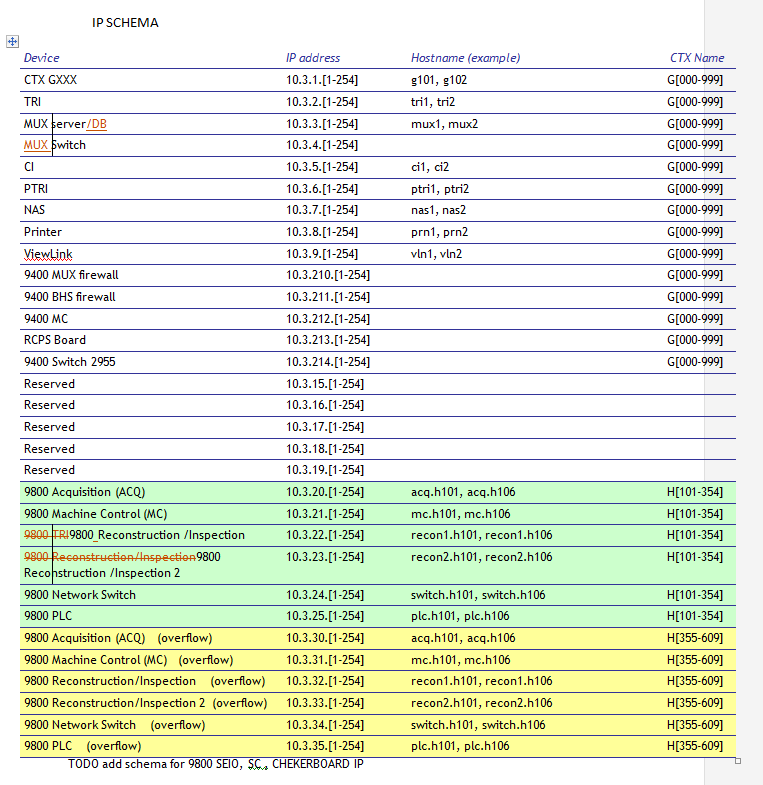 IP SCHEMA
Device IP address Hostname (example) CTX Name
CTX GXXX 10.3.1.[1-254] g101, g102 G[000-999]
TRI 10.3.2.[1-254] tri1, tri2 G[000-999]
MUX server/DB 10.3.3.[1-254] mux1, mux2 G[000-999]
MUX Switch 10.3.4.[1-254] G[000-999]
CI 10.3.5.[1-254] ci1, ci2 G[000-999]
PTRI 10.3.6.[1-254] ptri1, ptri2 G[000-999]
NAS 10.3.7.[1-254] nas1, nas2 G[000-999]
Printer 10.3.8.[1-254] prn1, prn2 G[000-999]
ViewLink 10.3.9.[1-254] vln1, vln2 G[000-999]
9400 MUX firewall 10.3.210.[1-254] G[000-999]
9400 BHS firewall 10.3.211.[1-254] G[000-999]
9400 MC 10.3.212.[1-254] G[000-999]
RCPS Board 10.3.213.[1-254] G[000-999]
9400 Switch 2955 10.3.214.[1-254] G[000-999]
Reserved 10.3.15.[1-254]
Reserved 10.3.16.[1-254]
Reserved 10.3.17.[1-254]
Reserved 10.3.18.[1-254]
Reserved 10.3.19.[1-254]
9800 Acquisition (ACQ) 10.3.20.[1-254] acq.h101, acq.h106 H[101-354]
9800 Machine Control (MC) 10.3.21.[1-254] mc.h101, mc.h106 H[101-354]
9800 TRI9800_Reconstruction /Inspection 10.3.22.[1-254] recon1.h101, recon1.h106 H[101-354]
9800 Reconstruction/Inspection9800 10.3.23.[1-254] recon2.h101, recon2.h106 H[101-354]
Reconstruction /Inspection 2
9800 Network Switch 10.3.24.[1-254] switch.h101, switch.h106 H[101-354]
9800 PLC 10.3.25.[1-254] plc.h101, plc.h106 H[101-354]
9800 Acquisition (ACQ) (overflow) 10.3.30.[1-254] acq.h101, acq.h106 H[355-609]
9800 Machine Control (MC) (overflow) 10.3.31.[1-254] mc.h101, mc.h106 H[355-609]
9800 Reconstruction/Inspection (overflow) 10.3.32.[1-254] recon1.h101, recon1.h106 H[355-609]
9800 Reconstruction/Inspection 2 (overflow) 10.3.33.[1-254] recon2.h101, recon2.h106 H[355-609]
9800 Network Switch (overflow) 10.3.34.[1-254] switch.h101, switch.h106 H[355-609]
9800 PLC (overflow) 10.3.35.[1-254] plc.h101, plc.h106 H[355-609]
TODO add schema for 9800 SEIO, SC , CHEKERBOARD IP